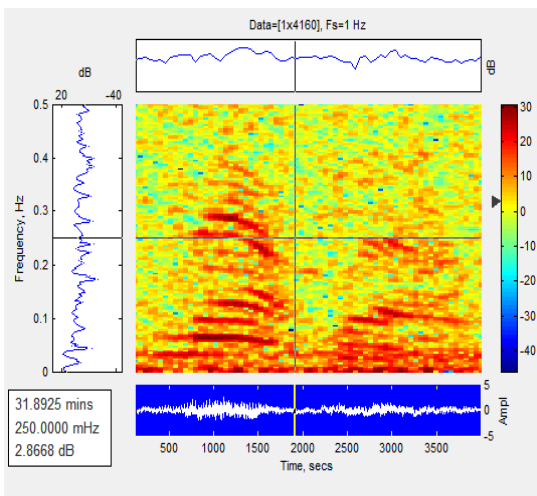 Data=[1x4160], Fs=1 Hz
dB
20 -40
dB
0.5
0.4
0.3
0.2
0.1
0
Frequency, Hz
30
20
10
0
-10
-20
-30
-40
31.8925 mins
250.0000 mHz
2.8668 dB
5
0
-5
Ampl
500 1000 1500 2000 2500 3000 3500
Time, secs